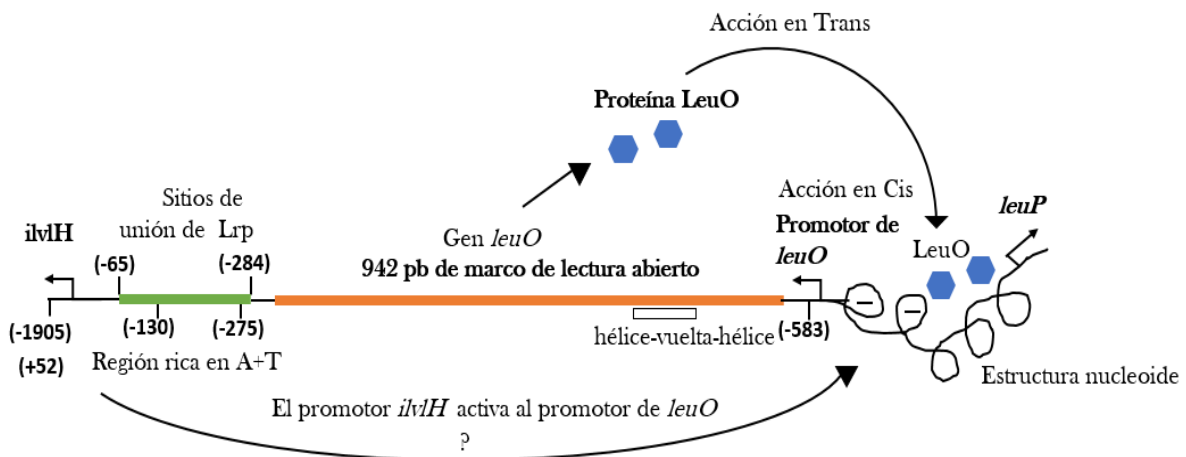 Acción en Trans
Proteína LeuO
Sitios de
unión de Lrp
ilvlH
(-65)
(-284)
Gen leuO
942 pb de marco de lectura abierto
Acción en Cis
Promotor de
leuO
LeuO
leuP
(-1905)
(+52)
(-130)
(-275)
Región rica en A+T
hélice-vuelta-hélice
(-583)
−
−
Estructura nucleoide
El promotor ilvlH activa al promotor de leuO
?